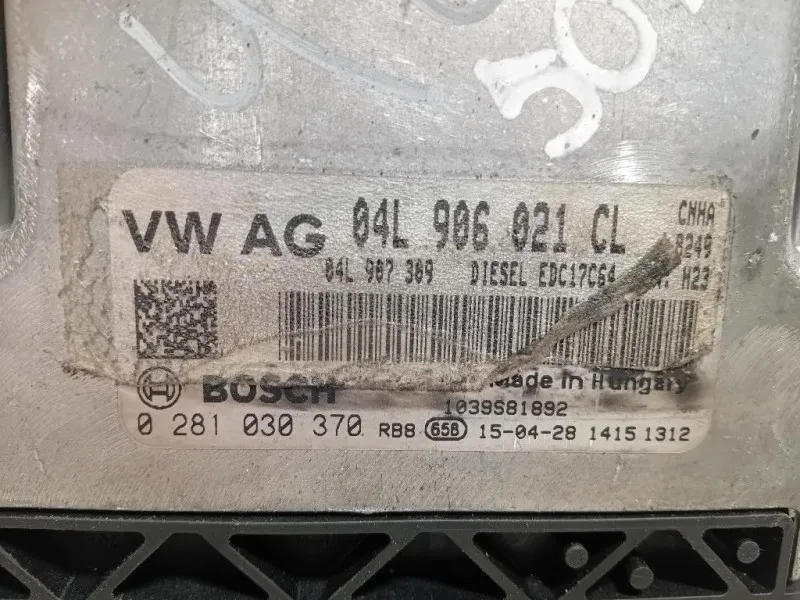 VW AG 04L 906 021 CL CNHA
04L 907 309 DIESEL EDC17C64 H23
BOSCH Made in Hungary
1039S81892
0 281 030 370 RB8 65B 15-04-28 1415 1312